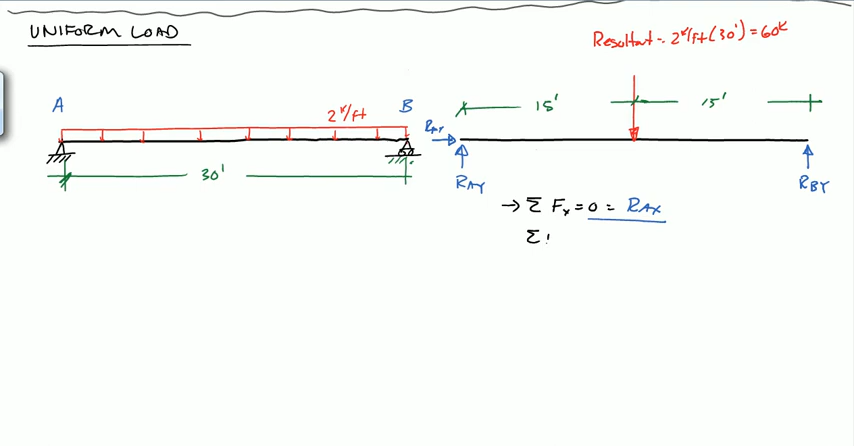 UNIFORM LOAD
Resultant = 2ᴷ/ft (30') = 60ᴷ
A
B
2ᴷ/ft
30'
15'
15'
RAX
RAY
RBY
→ Σ Fx = 0 = RAX
Σ